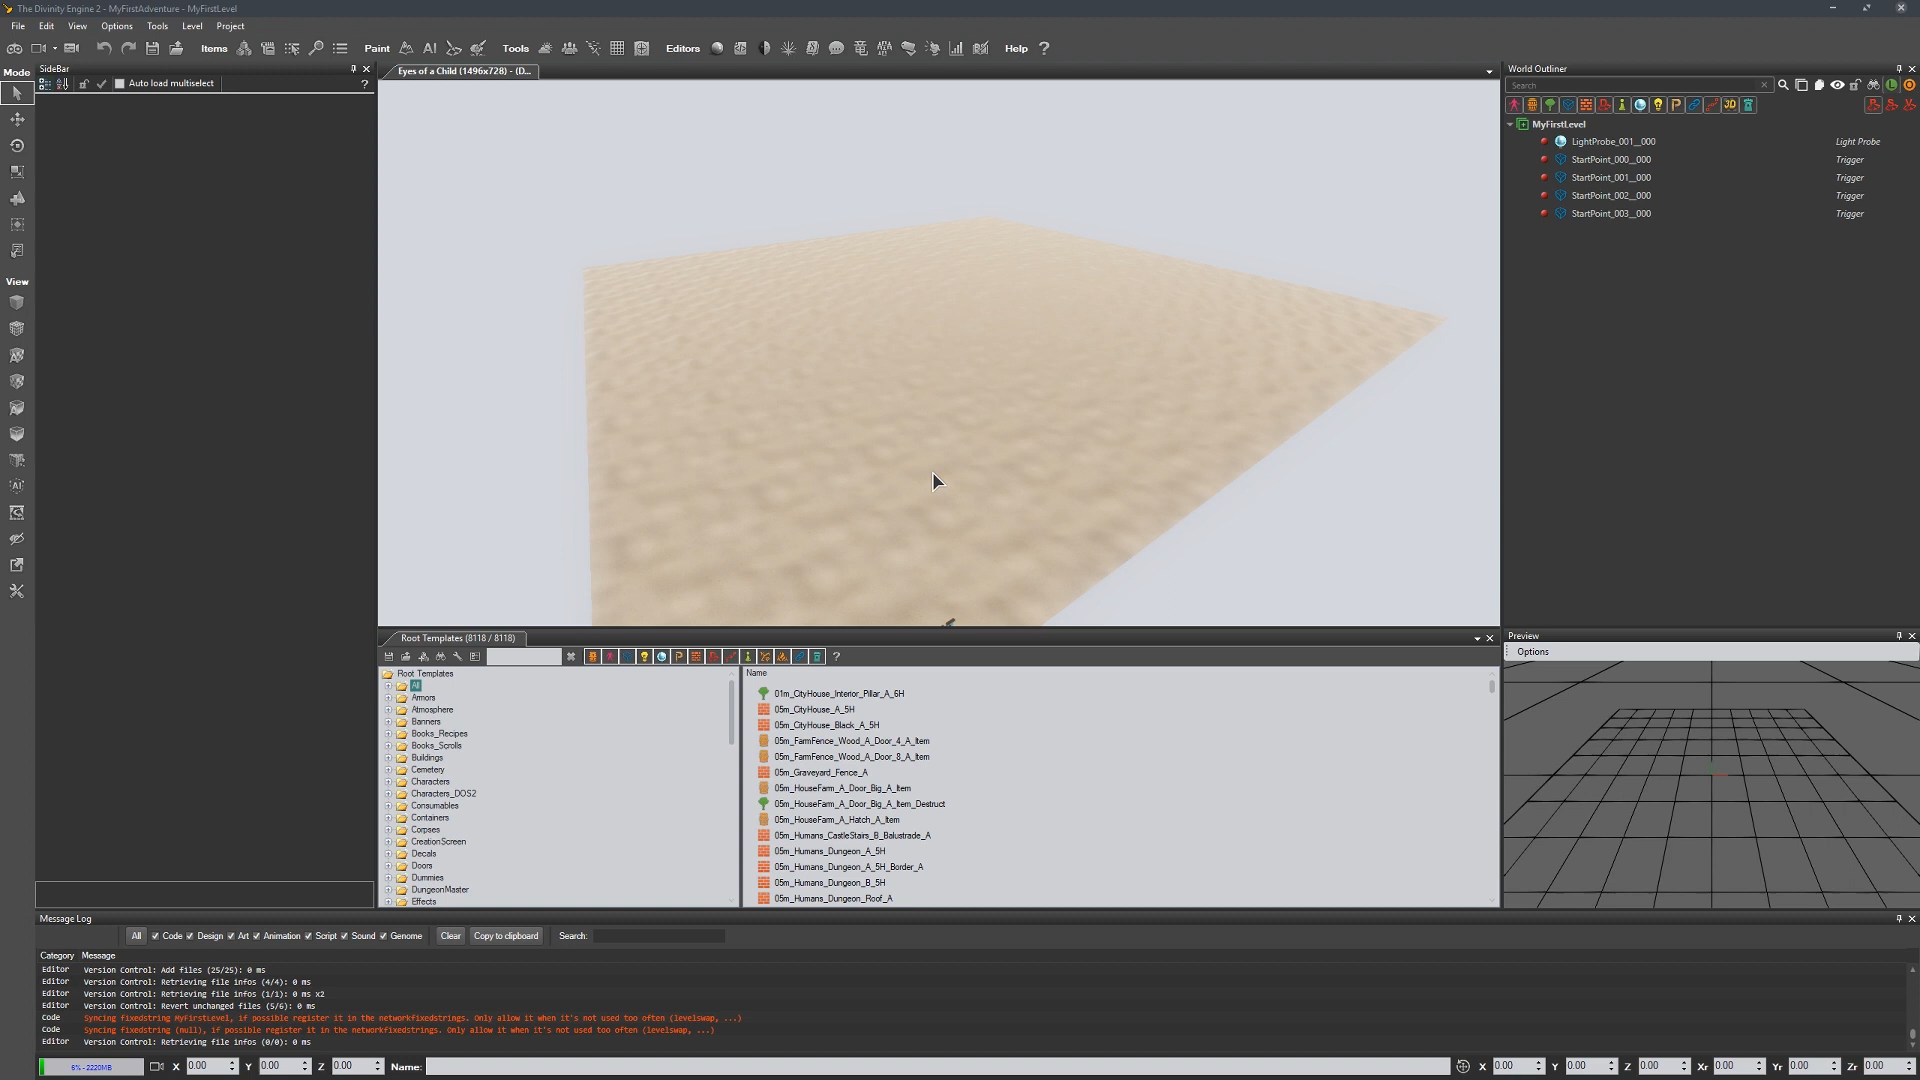 The Divinity Engine 2 - MyFirstAdventure - MyFirstLevel
File Edit View Options Tools Level Project
Items Paint AI Tools Editors Help
Mode
SideBar
Auto load multiselect ?
View
Eyes of a Child (1496x728) - (D...
World Outliner
Search
MyFirstLevel
LightProbe_001__000 Light Probe
StartPoint_000__000 Trigger
StartPoint_001__000 Trigger
StartPoint_002__000 Trigger
StartPoint_003__000 Trigger
Root Templates (8118 / 8118)
Root Templates
All
Armors
Atmosphere
Banners
Books_Recipes
Books_Scrolls
Buildings
Cemetery
Characters
Characters_DOS2
Consumables
Containers
Corpses
CreationScreen
Decals
Doors
Dummies
DungeonMaster
Effects
Name
01m_CityHouse_Interior_Pillar_A_6H
05m_CityHouse_A_5H
05m_CityHouse_Black_A_5H
05m_FarmFence_Wood_A_Door_4_A_Item
05m_FarmFence_Wood_A_Door_8_A_Item
05m_Graveyard_Fence_A
05m_HouseFarm_A_Door_Big_A_Item
05m_HouseFarm_A_Door_Big_A_Item_Destruct
05m_HouseFarm_A_Hatch_A_Item
05m_Humans_CastleStairs_B_Balustrade_A
05m_Humans_Dungeon_A_5H
05m_Humans_Dungeon_A_5H_Border_A
05m_Humans_Dungeon_B_5H
05m_Humans_Dungeon_Roof_A
Preview
Options
Message Log
All Code Design Art Animation Script Sound Genome Clear Copy to clipboard Search:
Category Message
Editor Version Control: Add files (25/25): 0 ms
Editor Version Control: Retrieving file infos (4/4): 0 ms
Editor Version Control: Retrieving file infos (1/1): 0 ms x2
Editor Version Control: Revert unchanged files (5/6): 0 ms
Code Syncing fixedstring MyFirstLevel, if possible register it in the networkfixedstrings. Only allow it when it's not used too often (levelswap, ...)
Code Syncing fixedstring (null), if possible register it in the networkfixedstrings. Only allow it when it's not used too often (levelswap, ...)
Editor Version Control: Retrieving file infos (0/0): 0 ms
6% - 2220MB X 0.00 Y 0.00 Z 0.00 Name: X 0.00 Y 0.00 Z 0.00 Xr 0.00 Yr 0.00 Zr 0.00